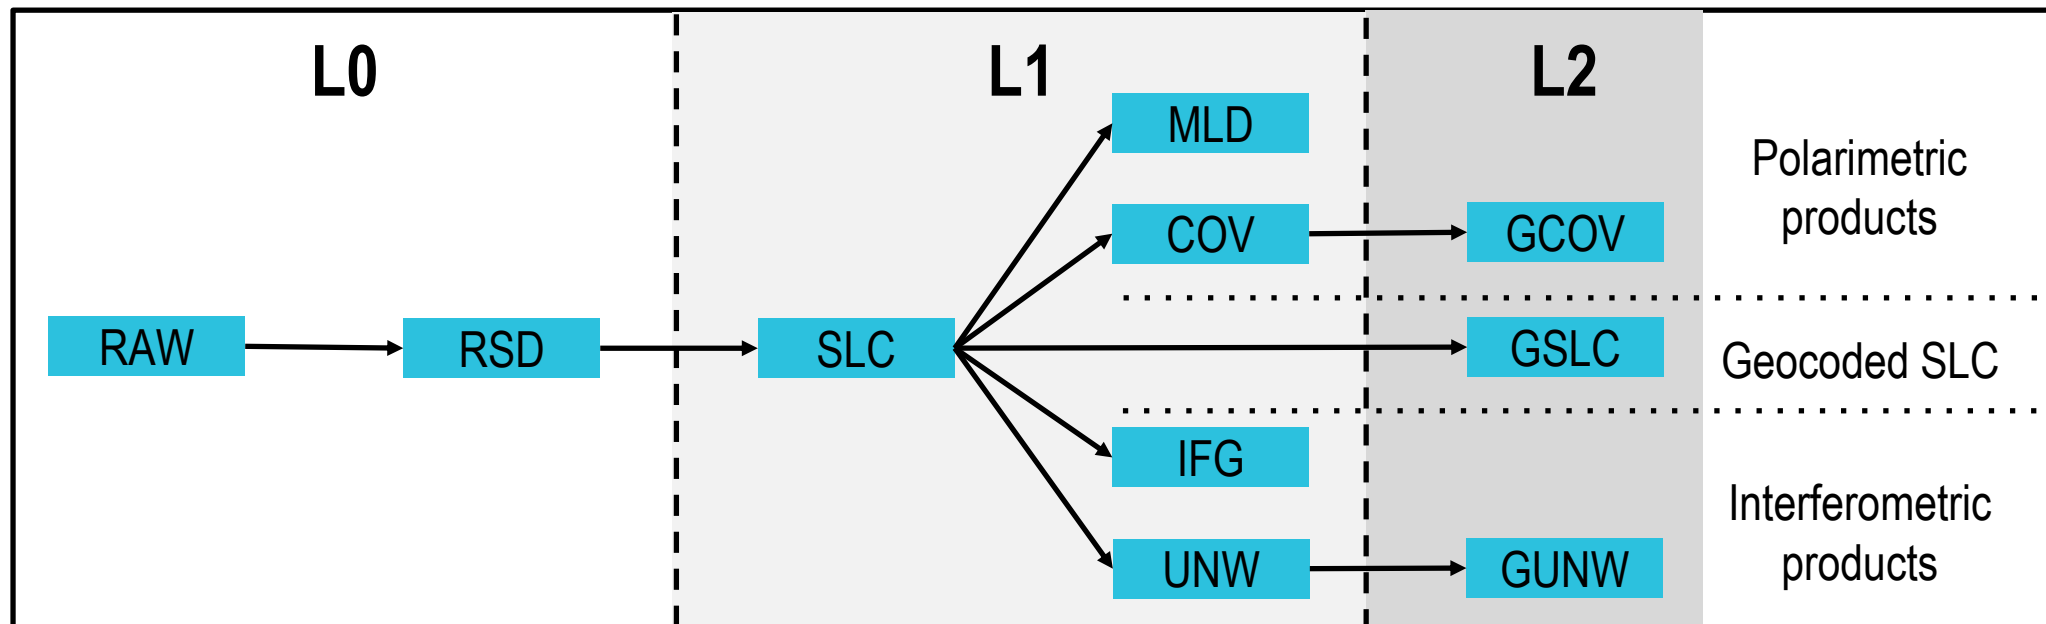 L0
L1
L2
MLD
Polarimetric
products
COV
GCOV
RAW
RSD
SLC
GSLC
Geocoded SLC
IFG
Interferometric
products
UNW
GUNW